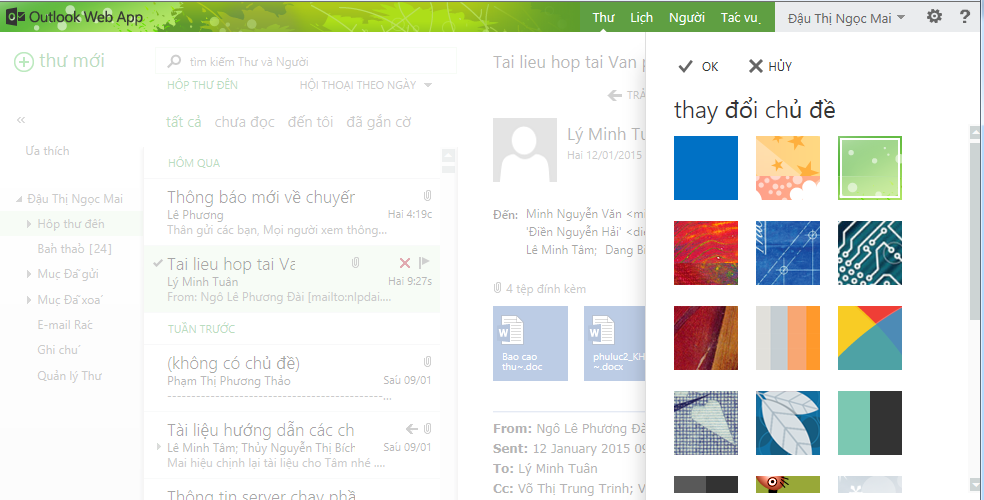 Outlook Web App
Thư Lịch Người Tác vụ Đậu Thị Ngọc Mai ?
thư mới
tìm kiếm Thư và Người
HỘP THƯ ĐẾN HỘI THOẠI THEO NGÀY
tất cả chưa đọc đến tôi đã gắn cờ
«
Ưa thích
Đậu Thị Ngọc Mai
Hộp thư đến
Bản thảo [24]
Mục Đã gửi
Mục Đã xoá
E-mail Rác
Ghi chú
Quản lý Thư
HÔM QUA
Thông báo mới về chuyến
Lê Phương
Hai 4:19c
Thân gửi các bạn, Mọi người xem thông...
Tai lieu hop tai Va
Lý Minh Tuân
Hai 9:27s
From: Ngô Lê Phương Đài [mailto:nlpdai....
TUẦN TRƯỚC
(không có chủ đề)
Phạm Thị Phương Thảo
Sáu 09/01
--------------------------------------------...
Tài liệu hướng dẫn các ch
Lê Minh Tâm; Thủy Nguyễn Thị Bích
Sáu 09/01
Mai hiệu chỉnh lại tài liệu cho Tâm nhé ....
Thông tin server chạy phầ
Tai lieu hop tai Van p
TRẢ
Lý Minh Tuâ
Hai 12/01/2015
Đến: Minh Nguyễn Văn <m
'Điền Nguyễn Hải' <die
Lê Minh Tâm; Dang Bi
4 tệp đính kèm
Bao cao
thu~.doc
phuluc2_KH
~.docx
From: Ngô Lê Phương Đà
Sent: 12 January 2015 09
To: Lý Minh Tuân
Cc: Võ Thị Trung Trinh; V
OK HỦY
thay đổi chủ đề